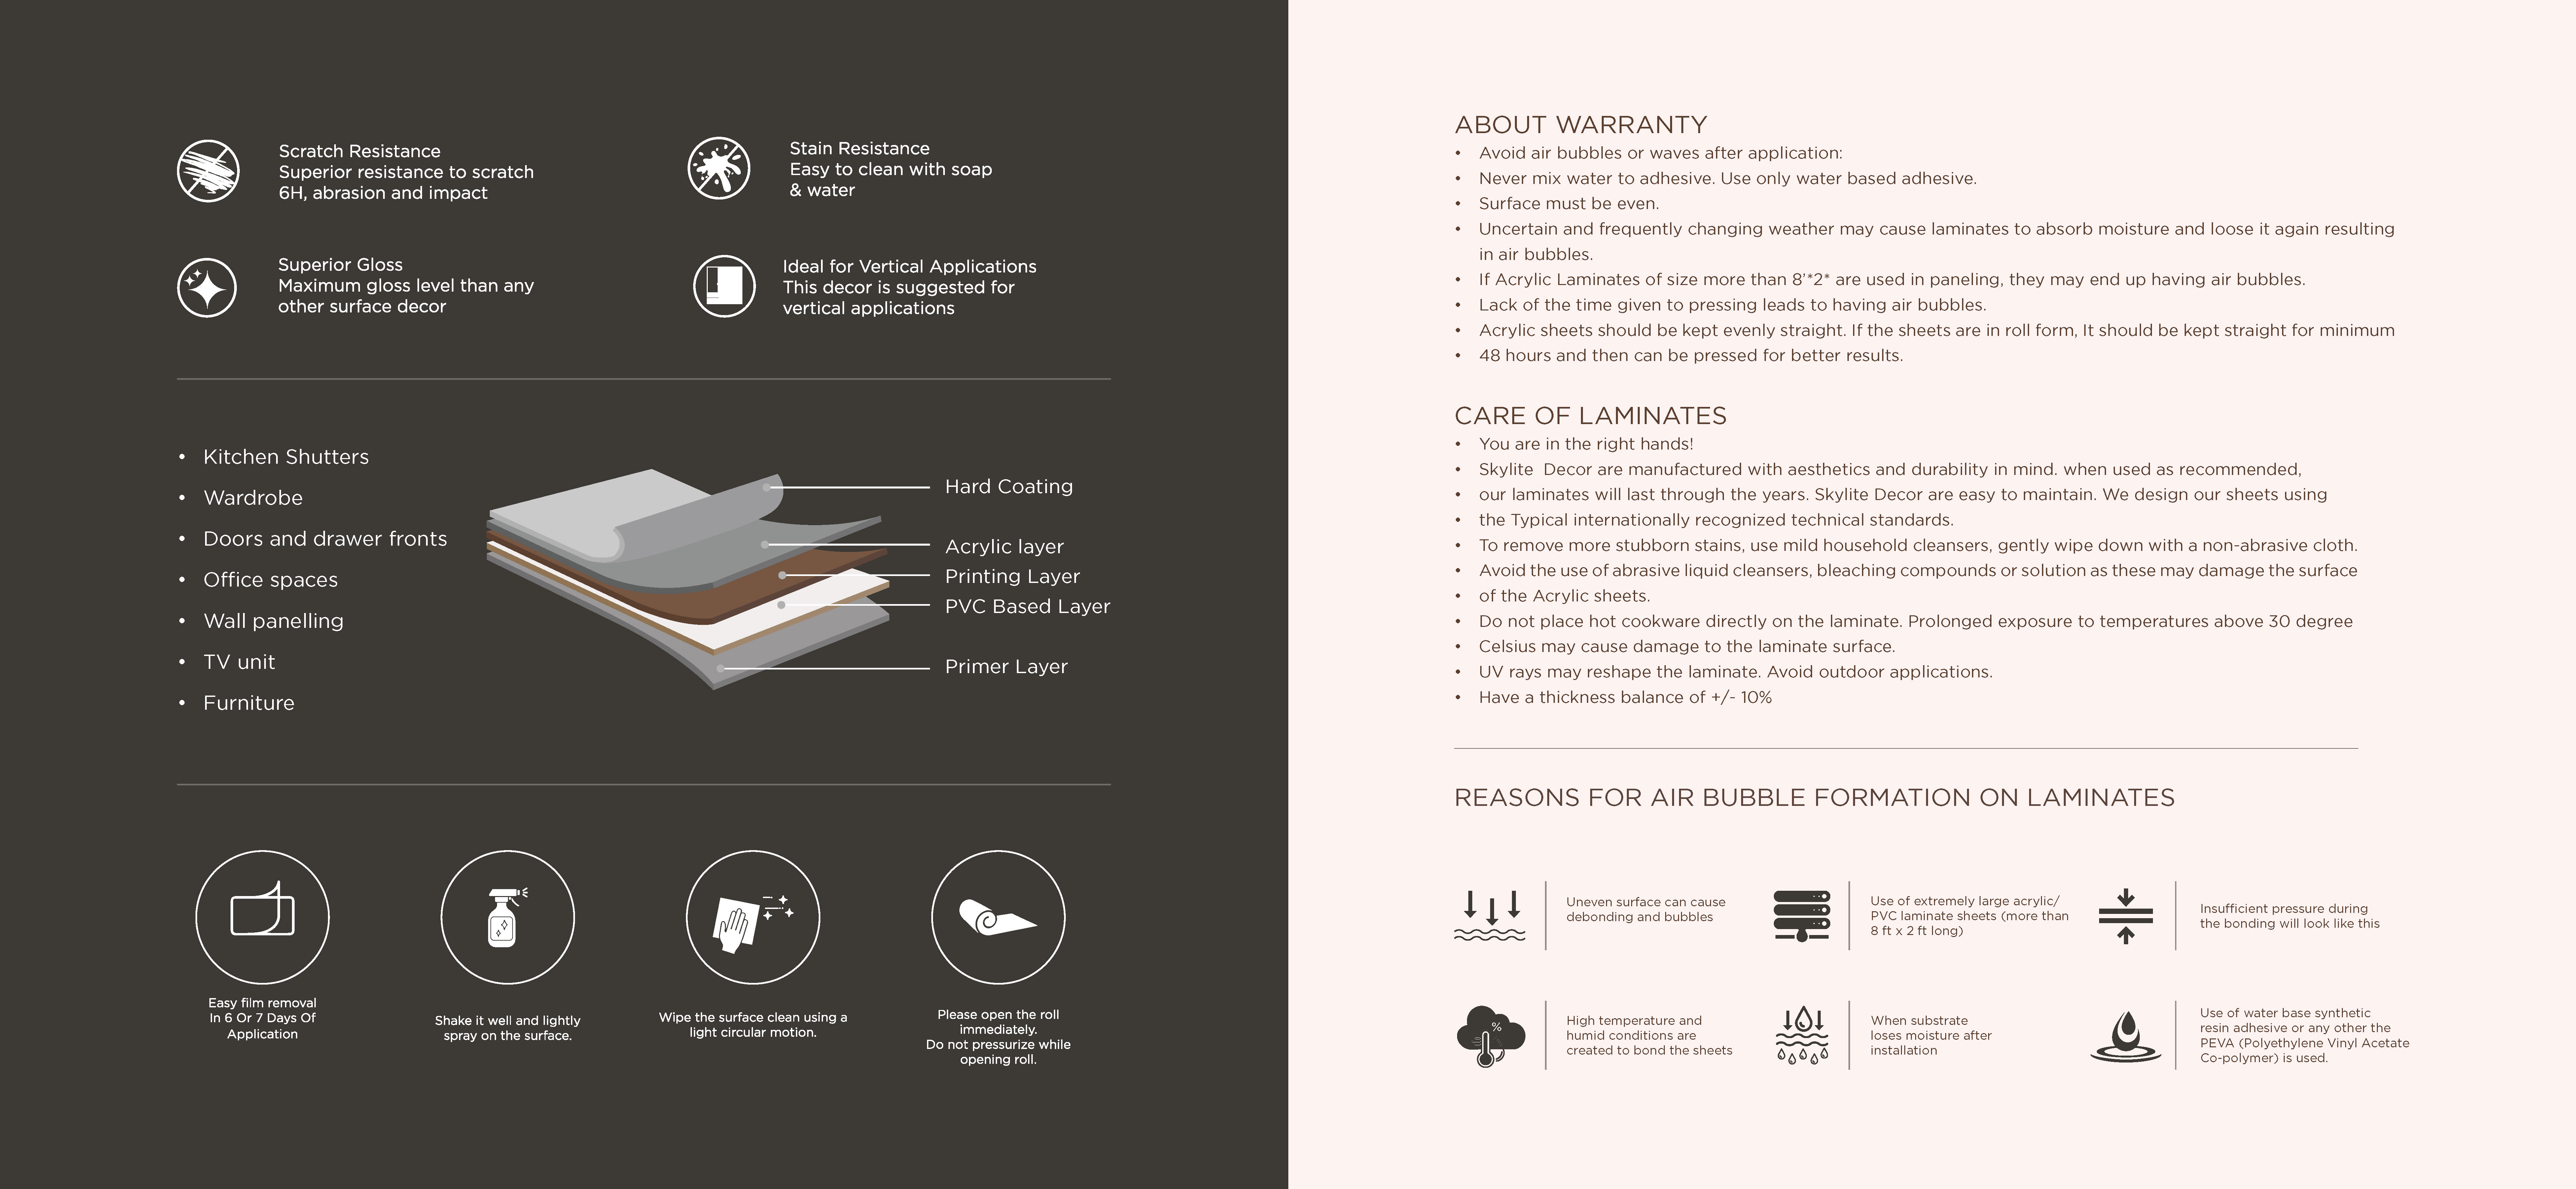 Scratch Resistance
Superior resistance to scratch
6H, abrasion and impact
Stain Resistance
Easy to clean with soap
& water
Superior Gloss
Maximum gloss level than any
other surface decor
Ideal for Vertical Applications
This decor is suggested for
vertical applications
• Kitchen Shutters
• Wardrobe
• Doors and drawer fronts
• Office spaces
• Wall panelling
• TV unit
• Furniture
Hard Coating
Acrylic layer
Printing Layer
PVC Based Layer
Primer Layer
Easy film removal
In 6 Or 7 Days Of
Application
Shake it well and lightly
spray on the surface.
Wipe the surface clean using a
light circular motion.
Please open the roll
immediately.
Do not pressurize while
opening roll.
ABOUT WARRANTY
• Avoid air bubbles or waves after application:
• Never mix water to adhesive. Use only water based adhesive.
• Surface must be even.
• Uncertain and frequently changing weather may cause laminates to absorb moisture and loose it again resulting
in air bubbles.
• If Acrylic Laminates of size more than 8’*2* are used in paneling, they may end up having air bubbles.
• Lack of the time given to pressing leads to having air bubbles.
• Acrylic sheets should be kept evenly straight. If the sheets are in roll form, It should be kept straight for minimum
• 48 hours and then can be pressed for better results.
CARE OF LAMINATES
• You are in the right hands!
• Skylite Decor are manufactured with aesthetics and durability in mind. when used as recommended,
• our laminates will last through the years. Skylite Decor are easy to maintain. We design our sheets using
• the Typical internationally recognized technical standards.
• To remove more stubborn stains, use mild household cleansers, gently wipe down with a non-abrasive cloth.
• Avoid the use of abrasive liquid cleansers, bleaching compounds or solution as these may damage the surface
• of the Acrylic sheets.
• Do not place hot cookware directly on the laminate. Prolonged exposure to temperatures above 30 degree
• Celsius may cause damage to the laminate surface.
• UV rays may reshape the laminate. Avoid outdoor applications.
• Have a thickness balance of +/- 10%
REASONS FOR AIR BUBBLE FORMATION ON LAMINATES
Uneven surface can cause
debonding and bubbles
Use of extremely large acrylic/
PVC laminate sheets (more than
8 ft x 2 ft long)
Insufficient pressure during
the bonding will look like this
%
High temperature and
humid conditions are
created to bond the sheets
When substrate
loses moisture after
installation
Use of water base synthetic
resin adhesive or any other the
PEVA (Polyethylene Vinyl Acetate
Co-polymer) is used.